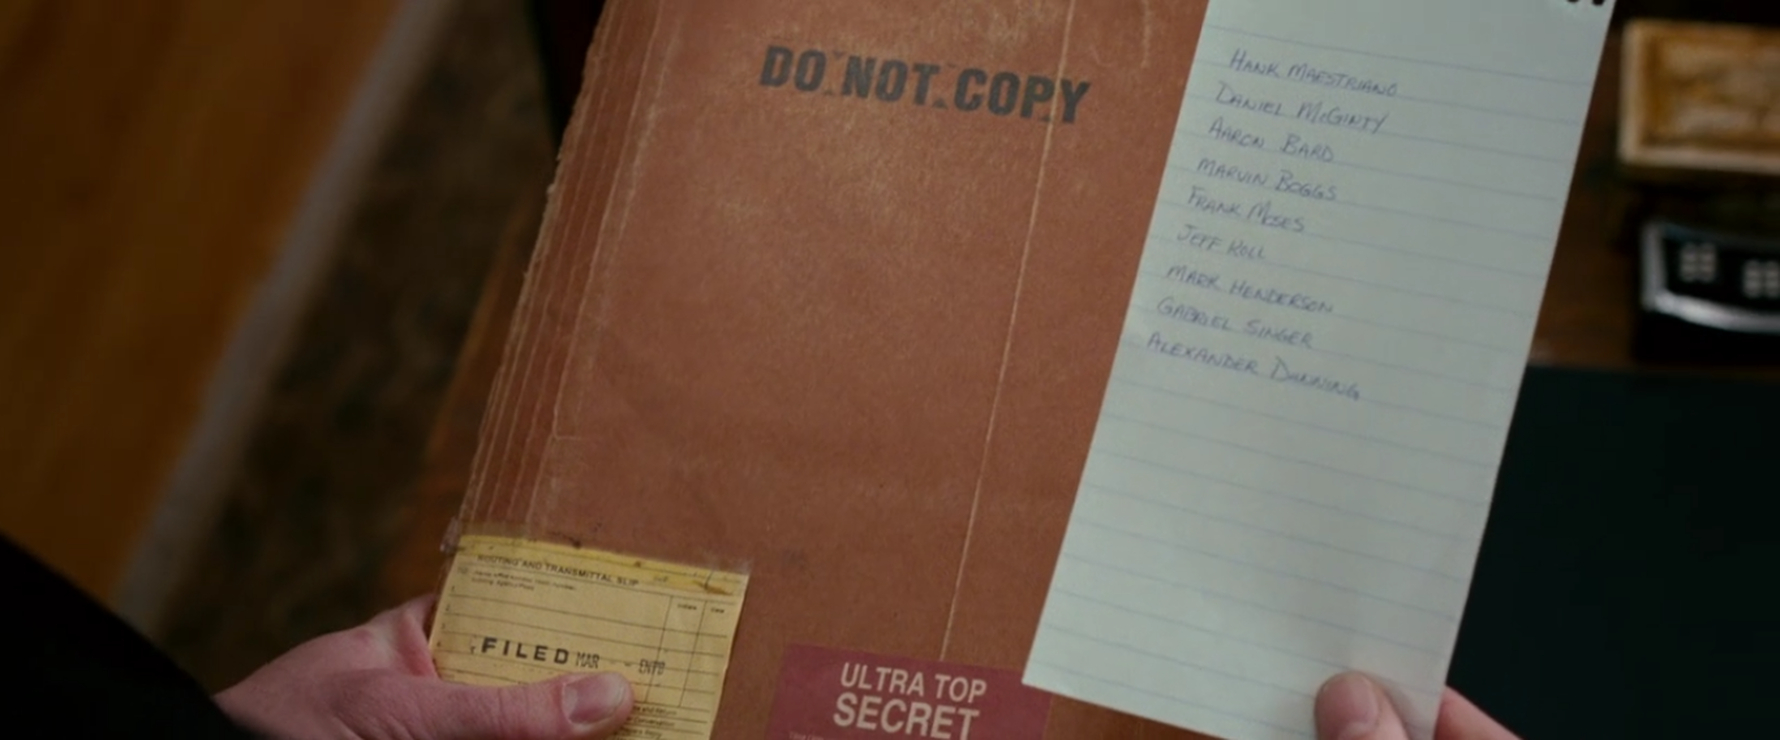 DO NOT COPY
HANK MAESTRIANO
DANIEL MCGINTY
AARON BARD
MARVIN BOGGS
FRANK MOSES
JEFF KOLL
MARK HENDERSON
GABRIEL SINGER
ALEXANDER DUNNING
ROUTING AND TRANSMITTAL SLIP
FILED MAR
ULTRA TOP
SECRET